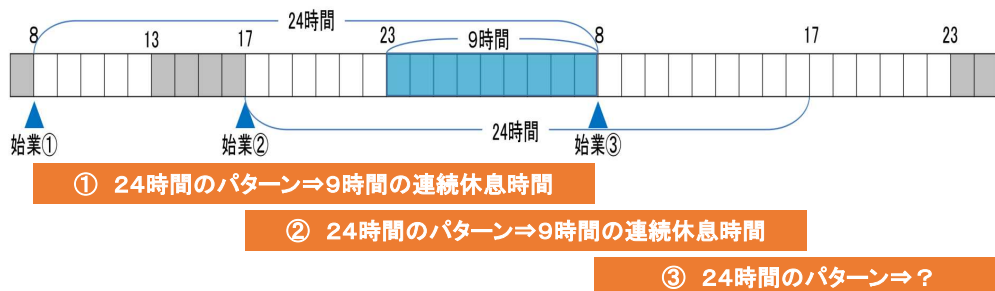 24時間
8 13 17 23 9時間 8 17 23
24時間
始業① 始業② 始業③
① 24時間のパターン⇒9時間の連続休息時間
② 24時間のパターン⇒9時間の連続休息時間
③ 24時間のパターン⇒?